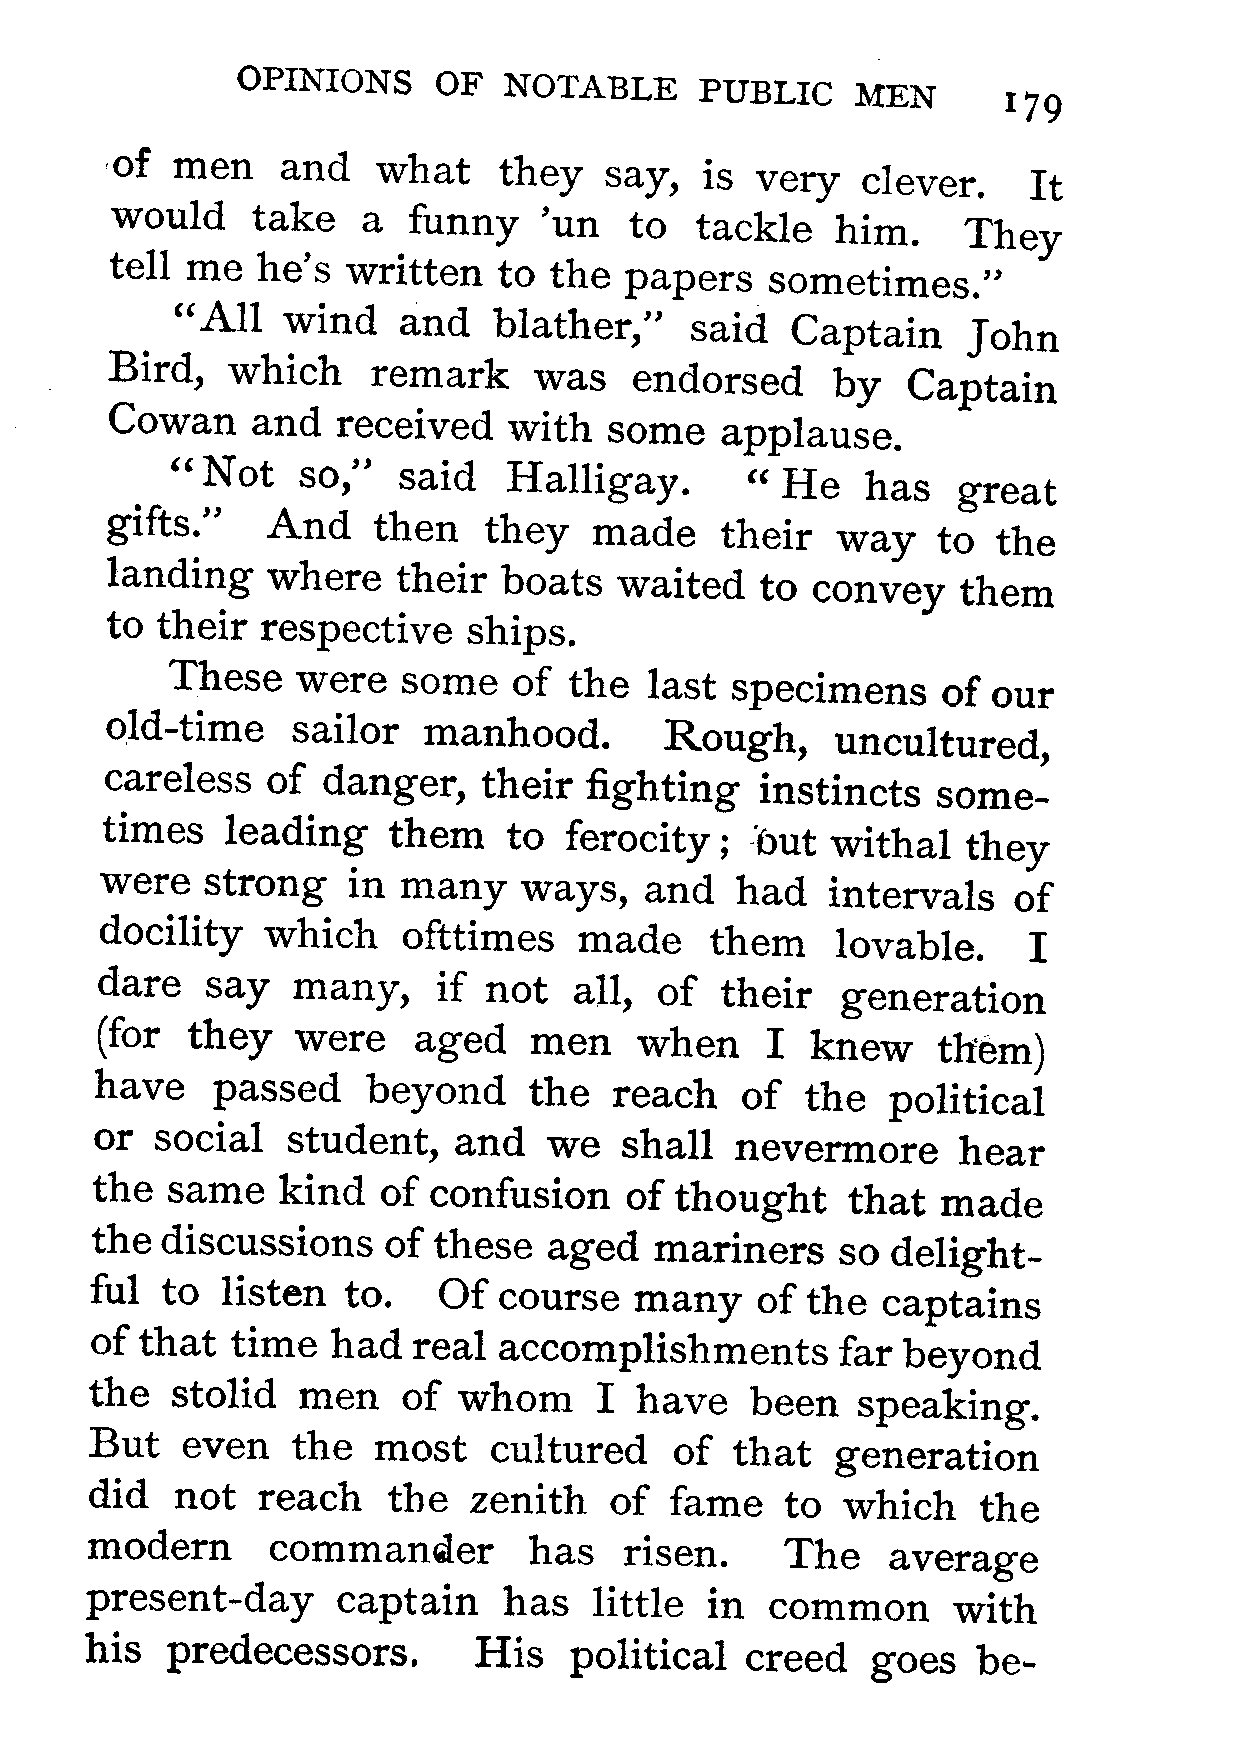 OPINIONS OF NOTABLE PUBLIC MEN 179
of men and what they say, is very clever. It
would take a funny 'un to tackle him. They
tell me he's written to the papers sometimes."
"All wind and blather," said Captain John
Bird, which remark was endorsed by Captain
Cowan and received with some applause.
"Not so," said Halligay. "He has great
gifts." And then they made their way to the
landing where their boats waited to convey them
to their respective ships.
These were some of the last specimens of our
old-time sailor manhood. Rough, uncultured,
careless of danger, their fighting instincts some-
times leading them to ferocity; but withal they
were strong in many ways, and had intervals of
docility which ofttimes made them lovable. I
dare say many, if not all, of their generation
(for they were aged men when I knew them)
have passed beyond the reach of the political
or social student, and we shall nevermore hear
the same kind of confusion of thought that made
the discussions of these aged mariners so delight-
ful to listen to. Of course many of the captains
of that time had real accomplishments far beyond
the stolid men of whom I have been speaking.
But even the most cultured of that generation
did not reach the zenith of fame to which the
modern commander has risen. The average
present-day captain has little in common with
his predecessors. His political creed goes be-